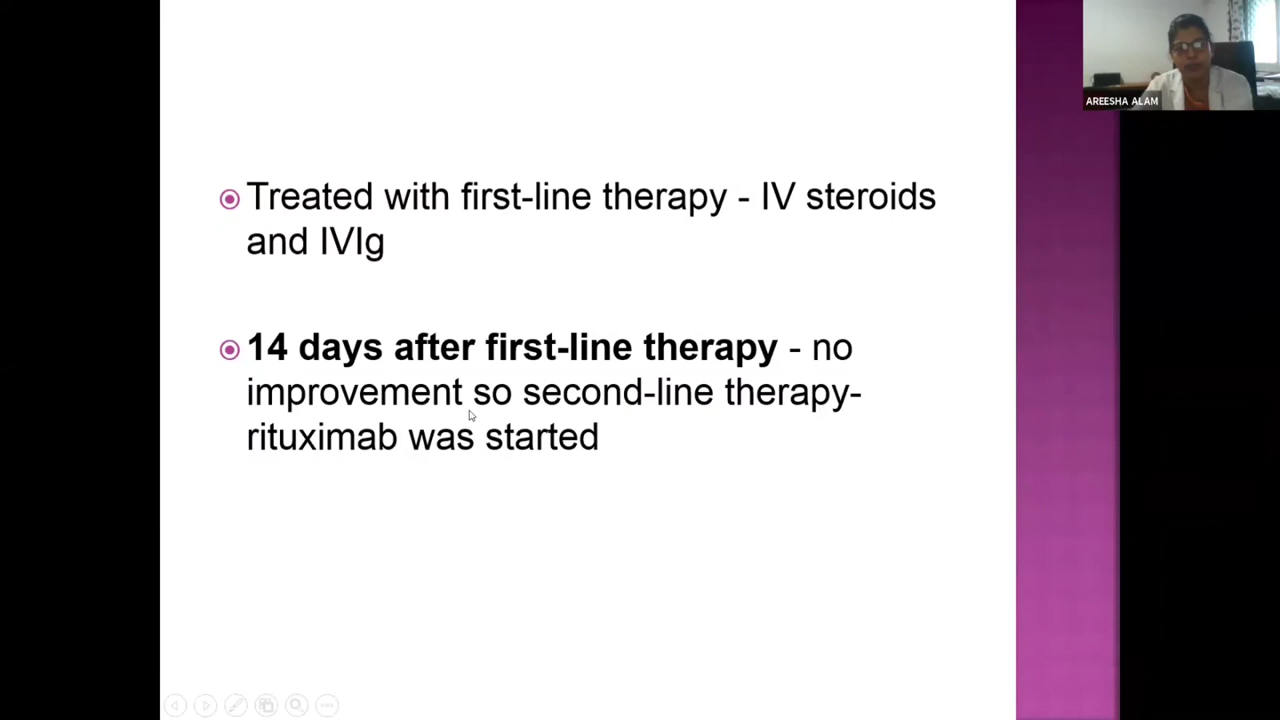 AREESHA ALAM
Treated with first-line therapy - IV steroids
and IVIg
14 days after first-line therapy - no
improvement so second-line therapy-
rituximab was started